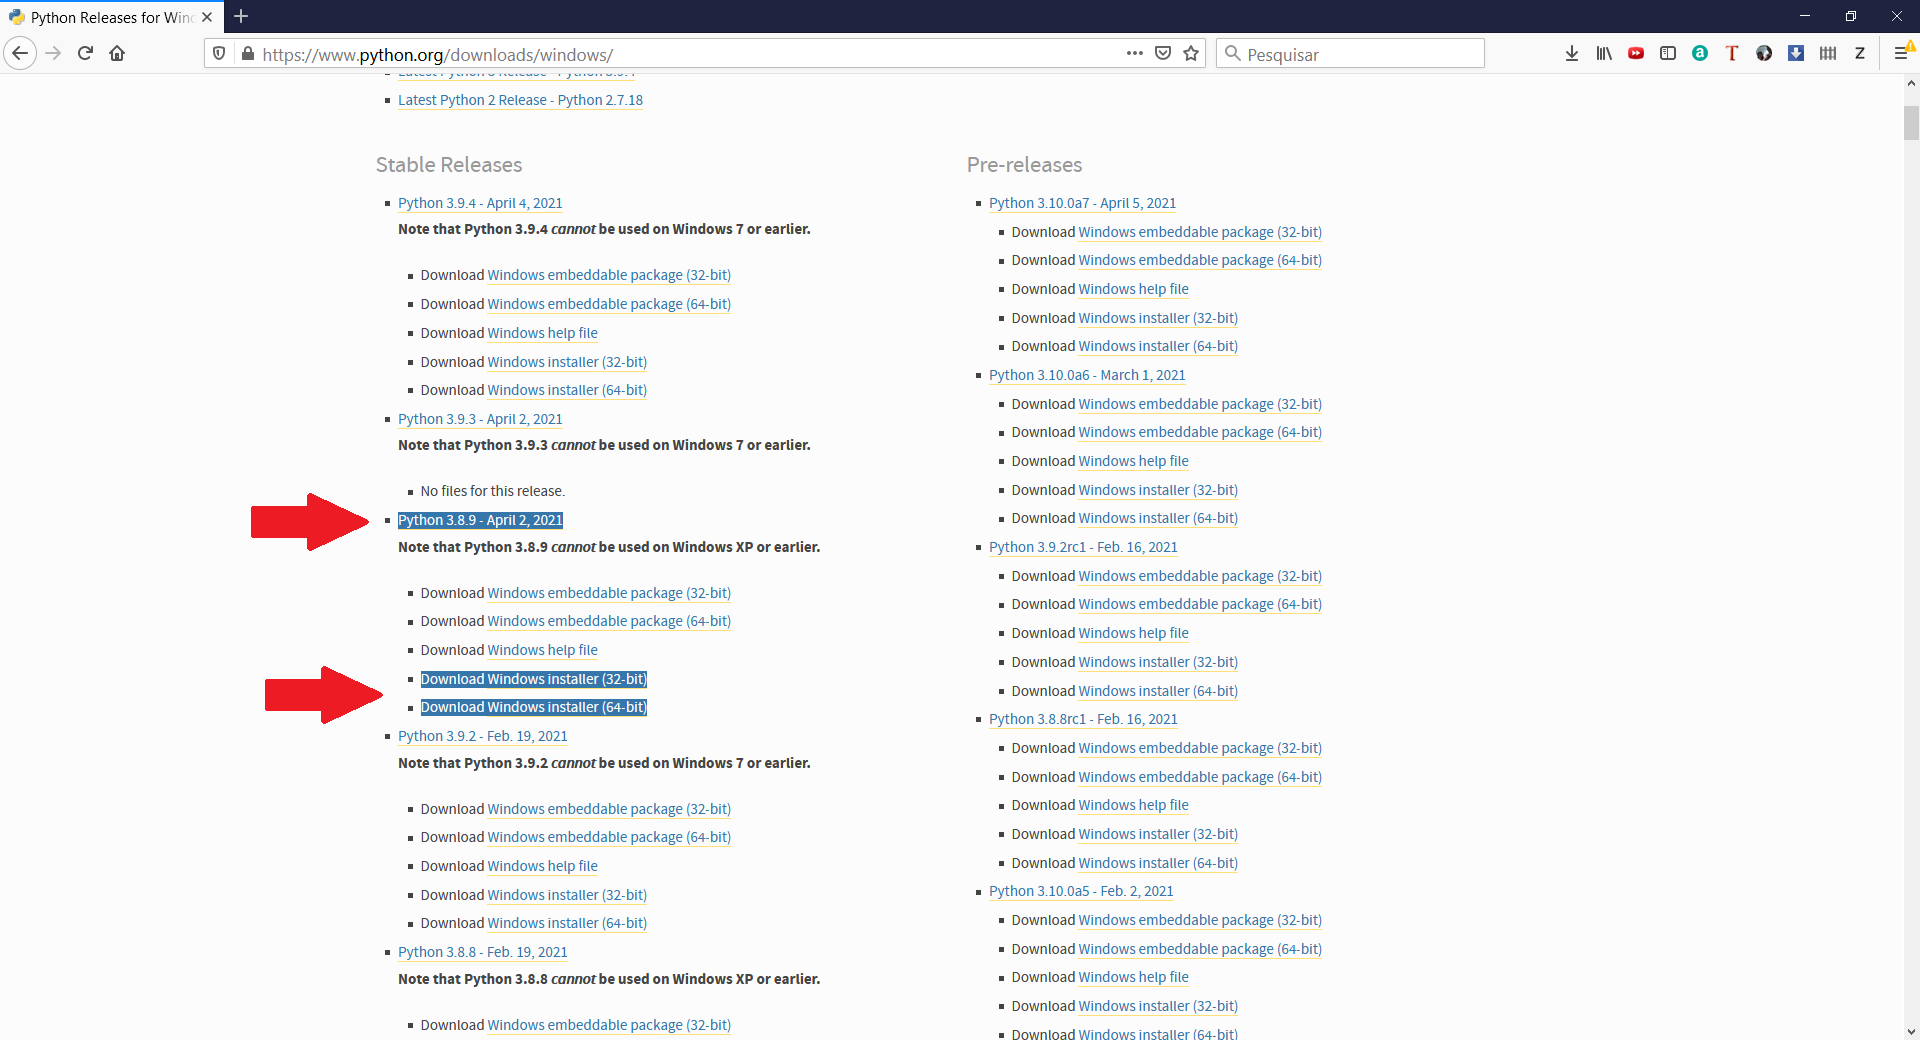 Python Releases for Wind
https://www.python.org/downloads/windows/
Pesquisar
Latest Python 3 Release - Python 3.9.4
Latest Python 2 Release - Python 2.7.18
Stable Releases
Python 3.9.4 - April 4, 2021
Note that Python 3.9.4 cannot be used on Windows 7 or earlier.
Download Windows embeddable package (32-bit)
Download Windows embeddable package (64-bit)
Download Windows help file
Download Windows installer (32-bit)
Download Windows installer (64-bit)
Python 3.9.3 - April 2, 2021
Note that Python 3.9.3 cannot be used on Windows 7 or earlier.
No files for this release.
Python 3.8.9 - April 2, 2021
Note that Python 3.8.9 cannot be used on Windows XP or earlier.
Download Windows embeddable package (32-bit)
Download Windows embeddable package (64-bit)
Download Windows help file
Download Windows installer (32-bit)
Download Windows installer (64-bit)
Python 3.9.2 - Feb. 19, 2021
Note that Python 3.9.2 cannot be used on Windows 7 or earlier.
Download Windows embeddable package (32-bit)
Download Windows embeddable package (64-bit)
Download Windows help file
Download Windows installer (32-bit)
Download Windows installer (64-bit)
Python 3.8.8 - Feb. 19, 2021
Note that Python 3.8.8 cannot be used on Windows XP or earlier.
Download Windows embeddable package (32-bit)
Pre-releases
Python 3.10.0a7 - April 5, 2021
Download Windows embeddable package (32-bit)
Download Windows embeddable package (64-bit)
Download Windows help file
Download Windows installer (32-bit)
Download Windows installer (64-bit)
Python 3.10.0a6 - March 1, 2021
Download Windows embeddable package (32-bit)
Download Windows embeddable package (64-bit)
Download Windows help file
Download Windows installer (32-bit)
Download Windows installer (64-bit)
Python 3.9.2rc1 - Feb. 16, 2021
Download Windows embeddable package (32-bit)
Download Windows embeddable package (64-bit)
Download Windows help file
Download Windows installer (32-bit)
Download Windows installer (64-bit)
Python 3.8.8rc1 - Feb. 16, 2021
Download Windows embeddable package (32-bit)
Download Windows embeddable package (64-bit)
Download Windows help file
Download Windows installer (32-bit)
Download Windows installer (64-bit)
Python 3.10.0a5 - Feb. 2, 2021
Download Windows embeddable package (32-bit)
Download Windows embeddable package (64-bit)
Download Windows help file
Download Windows installer (32-bit)
Download Windows installer (64-bit)